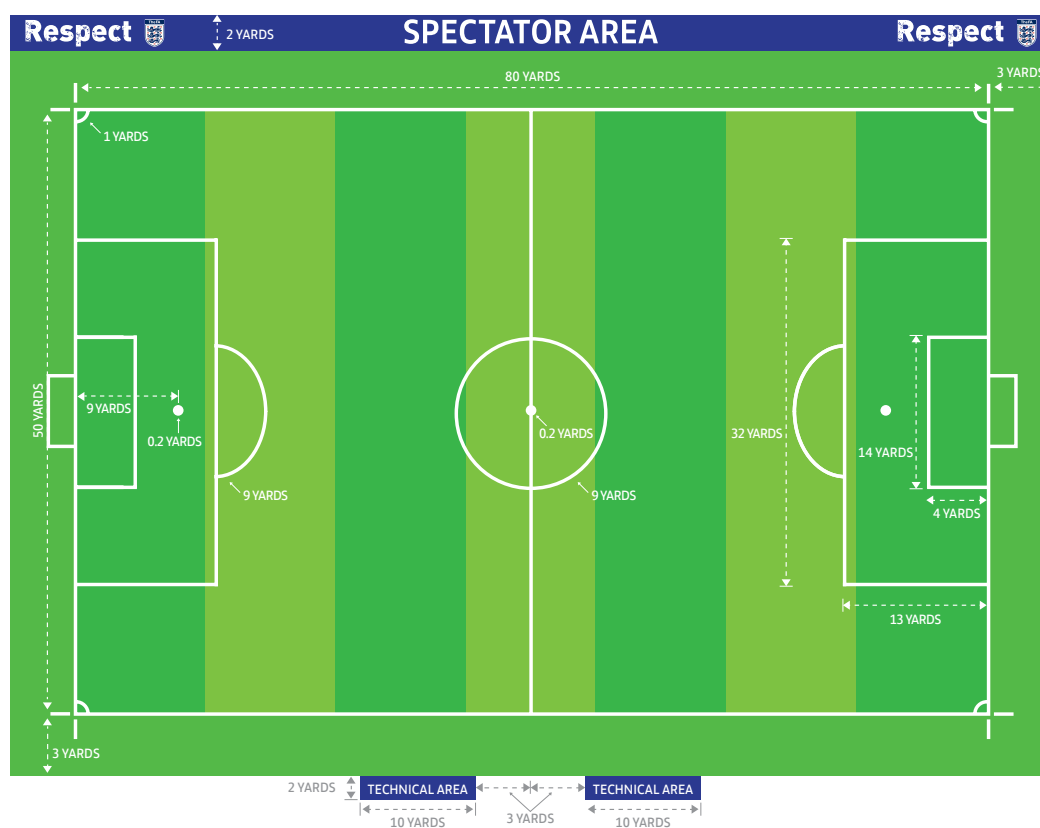 Respect
2 YARDS
SPECTATOR AREA
Respect
80 YARDS
3 YARDS
1 YARDS
50 YARDS
9 YARDS
0.2 YARDS
9 YARDS
0.2 YARDS
9 YARDS
32 YARDS
14 YARDS
4 YARDS
13 YARDS
3 YARDS
2 YARDS
TECHNICAL AREA
TECHNICAL AREA
10 YARDS
3 YARDS
10 YARDS